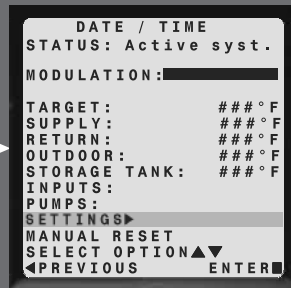 DATE / TIME
STATUS: Active syst.
MODULATION:
TARGET: ###°F
SUPPLY: ###°F
RETURN: ###°F
OUTDOOR: ###°F
STORAGE TANK: ###°F
INPUTS:
PUMPS:
SETTINGS▶
MANUAL RESET
SELECT OPTION▲▼
◀PREVIOUS ENTER■